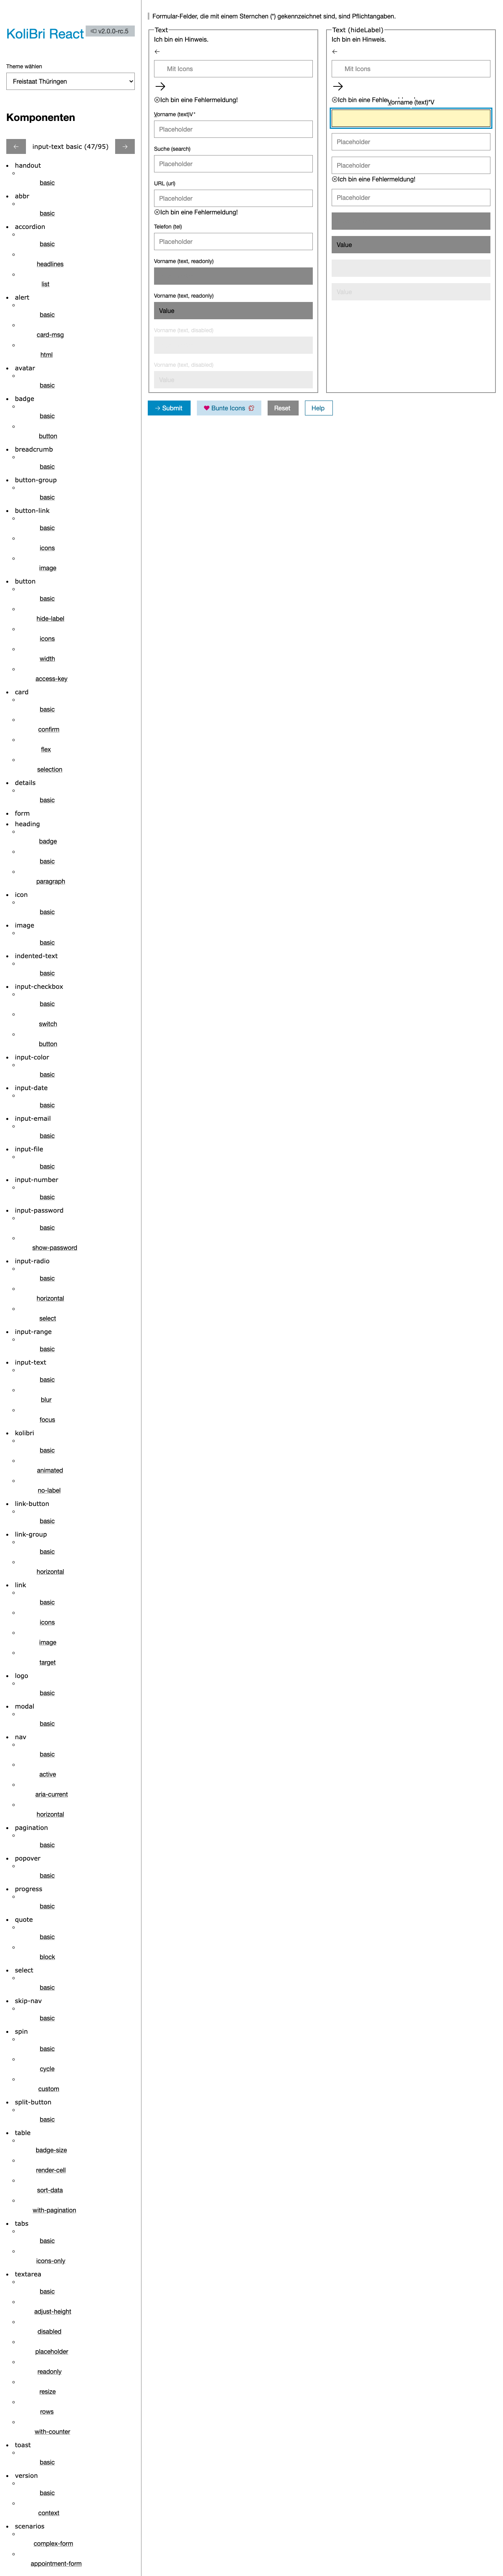 KoliBri React
v2.0.0-rc.5
Theme wählen
Freistaat Thüringen
Komponenten
input-text basic (47/95)
handout
basic
abbr
basic
accordion
basic
headlines
list
alert
basic
card-msg
html
avatar
basic
badge
basic
button
breadcrumb
basic
button-group
basic
button-link
basic
icons
image
button
basic
hide-label
icons
width
access-key
card
basic
confirm
flex
selection
details
basic
form
heading
badge
basic
paragraph
icon
basic
image
basic
indented-text
basic
input-checkbox
basic
switch
button
input-color
basic
input-date
basic
input-email
basic
input-file
basic
input-number
basic
input-password
basic
show-password
input-radio
basic
horizontal
select
input-range
basic
input-text
basic
blur
focus
kolibri
basic
animated
no-label
link-button
basic
link-group
basic
horizontal
link
basic
icons
image
target
logo
basic
modal
basic
nav
basic
active
aria-current
horizontal
pagination
basic
popover
basic
progress
basic
quote
basic
block
select
basic
skip-nav
basic
spin
basic
cycle
custom
split-button
basic
table
badge-size
render-cell
sort-data
with-pagination
tabs
basic
icons-only
textarea
basic
adjust-height
disabled
placeholder
readonly
resize
rows
with-counter
toast
basic
version
basic
context
scenarios
complex-form
appointment-form
Formular-Felder, die mit einem Sternchen (*) gekennzeichnet sind, sind Pflichtangaben.
Text
Ich bin ein Hinweis.
Mit Icons
Ich bin eine Fehlermeldung!
Vorname (text)V*
Placeholder
Suche (search)
Placeholder
URL (url)
Placeholder
Ich bin eine Fehlermeldung!
Telefon (tel)
Placeholder
Vorname (text, readonly)
Vorname (text, readonly)
Value
Vorname (text, disabled)
Vorname (text, disabled)
Value
Text (hideLabel)
Ich bin ein Hinweis.
Mit Icons
Ich bin eine Fehle
Vorname (text)*V
Placeholder
Placeholder
Ich bin eine Fehlermeldung!
Placeholder
Value
Value
Submit
Bunte Icons
Reset
Help